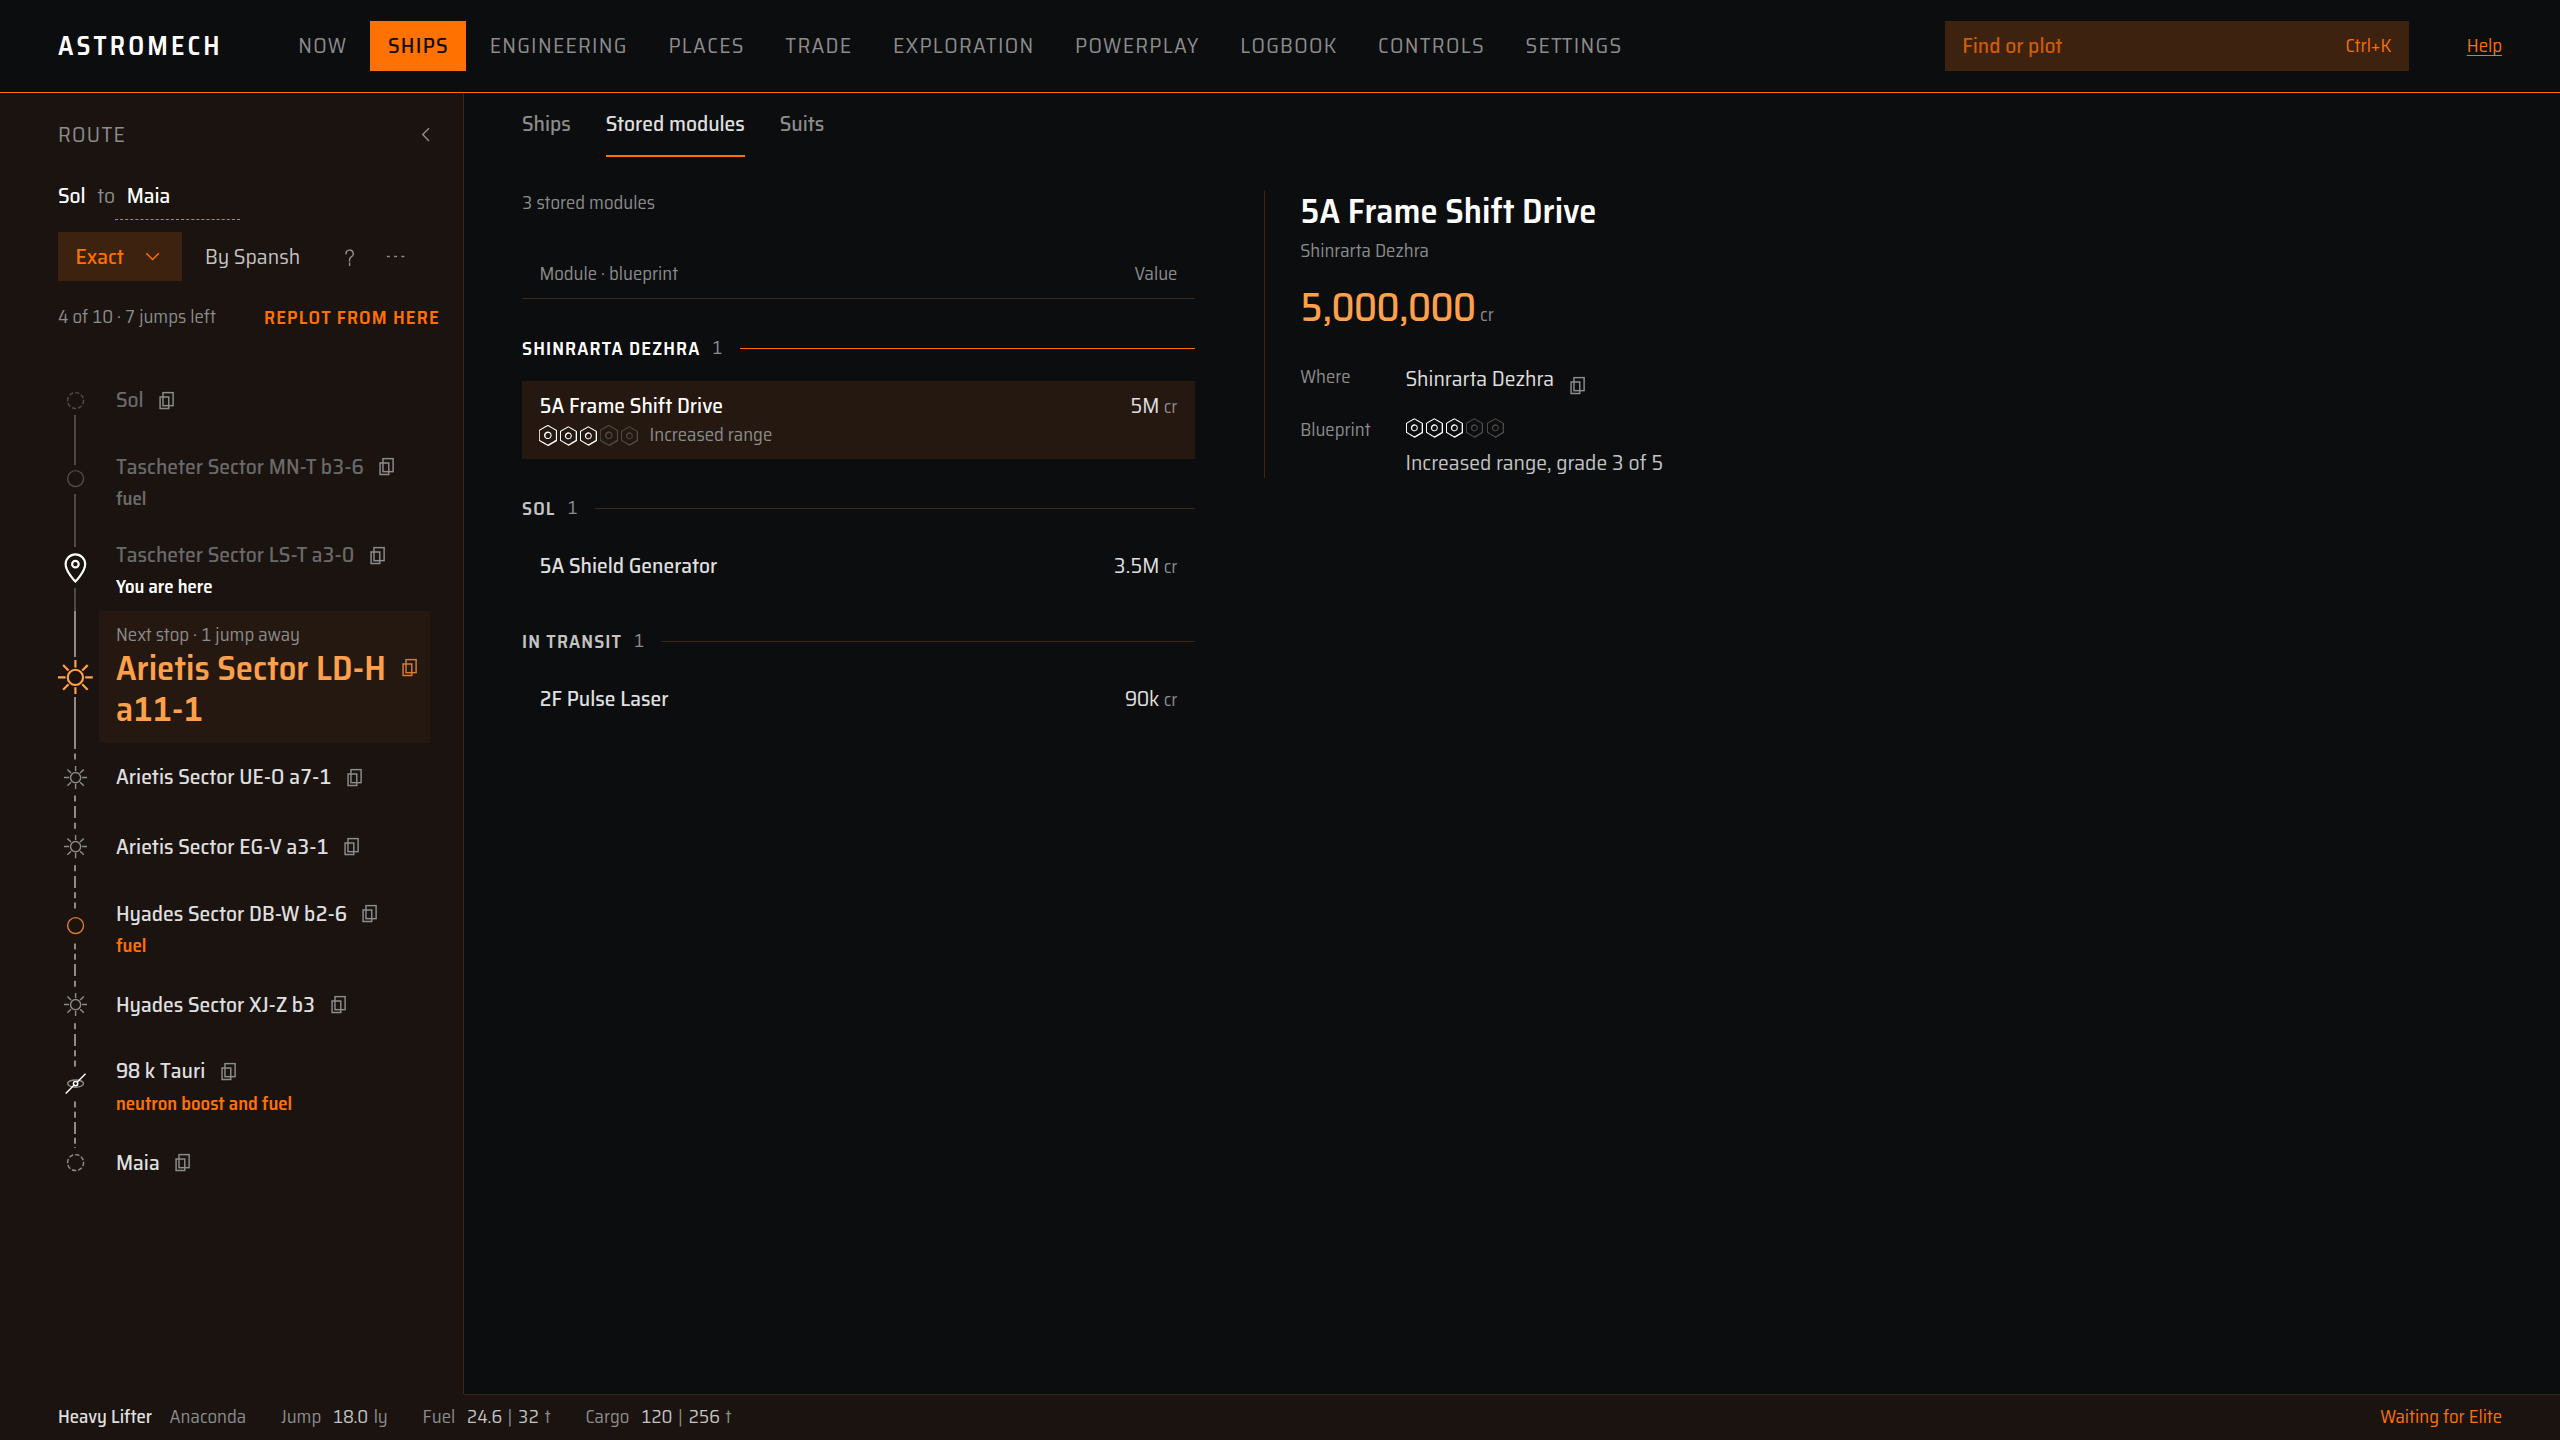 ASTROMECH
NOW SHIPS ENGINEERING PLACES TRADE EXPLORATION POWERPLAY LOGBOOK CONTROLS SETTINGS
Find or plot Ctrl+K
Help
ROUTE
Sol to Maia
Exact By Spansh ? ...
4 of 10 · 7 jumps left REPLOT FROM HERE
Sol
Tascheter Sector MN-T b3-6
fuel
Tascheter Sector LS-T a3-0
You are here
Next stop · 1 jump away
Arietis Sector LD-H
a11-1
Arietis Sector UE-O a7-1
Arietis Sector EG-V a3-1
Hyades Sector DB-W b2-6
fuel
Hyades Sector XJ-Z b3
98 k Tauri
neutron boost and fuel
Maia
Ships Stored modules Suits
3 stored modules
Module · blueprint Value
SHINRARTA DEZHRA 1
5A Frame Shift Drive 5M cr
Increased range
SOL 1
5A Shield Generator 3.5M cr
IN TRANSIT 1
2F Pulse Laser 90k cr
5A Frame Shift Drive
Shinrarta Dezhra
5,000,000 cr
Where Shinrarta Dezhra
Blueprint
Increased range, grade 3 of 5
Heavy Lifter Anaconda Jump 18.0 ly Fuel 24.6 | 32 t Cargo 120 | 256 t
Waiting for Elite